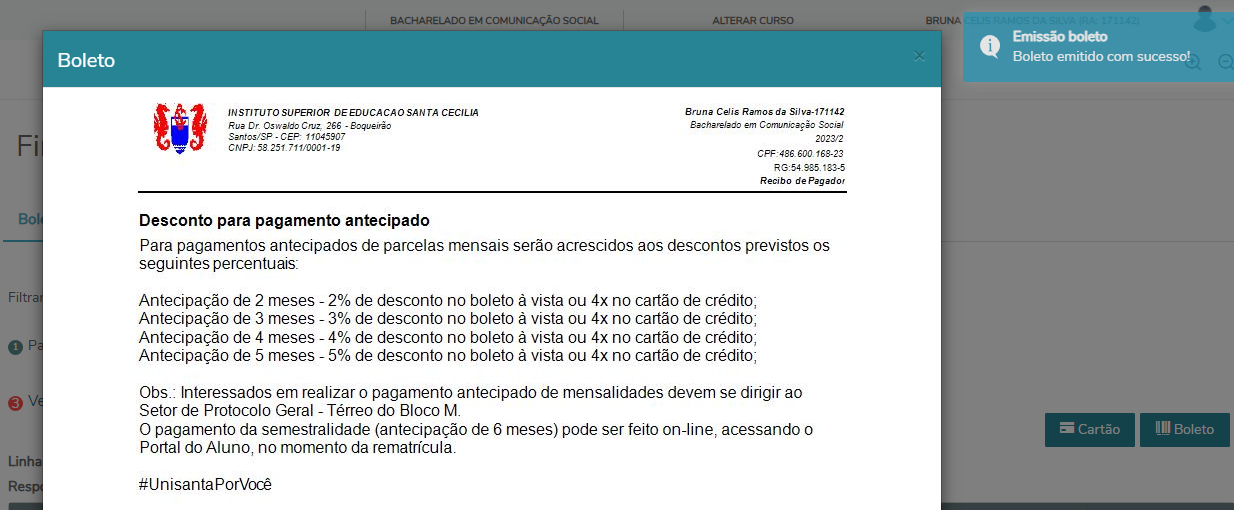 BACHARELADO EM COMUNICAÇÃO SOCIAL
ALTERAR CURSO
BRUNA CELIS RAMOS DA SILVA (RA: 171142)
Emissão boleto
Boleto emitido com sucesso!
Boleto
×
INSTITUTO SUPERIOR DE EDUCACAO SANTA CECILIA
Rua Dr. Oswaldo Cruz, 266 - Boqueirão
Santos/SP - CEP: 11045907
CNPJ: 58.251.711/0001-19
Bruna Celis Ramos da Silva-171142
Bacharelado em Comunicação Social
2023/2
CPF:486.600.168-23
RG:54.985.183-5
Recibo de Pagador
Desconto para pagamento antecipado
Para pagamentos antecipados de parcelas mensais serão acrescidos aos descontos previstos os
seguintes percentuais:
Antecipação de 2 meses - 2% de desconto no boleto à vista ou 4x no cartão de crédito;
Antecipação de 3 meses - 3% de desconto no boleto à vista ou 4x no cartão de crédito;
Antecipação de 4 meses - 4% de desconto no boleto à vista ou 4x no cartão de crédito;
Antecipação de 5 meses - 5% de desconto no boleto à vista ou 4x no cartão de crédito;
Obs.: Interessados em realizar o pagamento antecipado de mensalidades devem se dirigir ao
Setor de Protocolo Geral - Térreo do Bloco M.
O pagamento da semestralidade (antecipação de 6 meses) pode ser feito on-line, acessando o
Portal do Aluno, no momento da rematrícula.
#UnisantaPorVocê
1
3
Linha
Cartão
Boleto